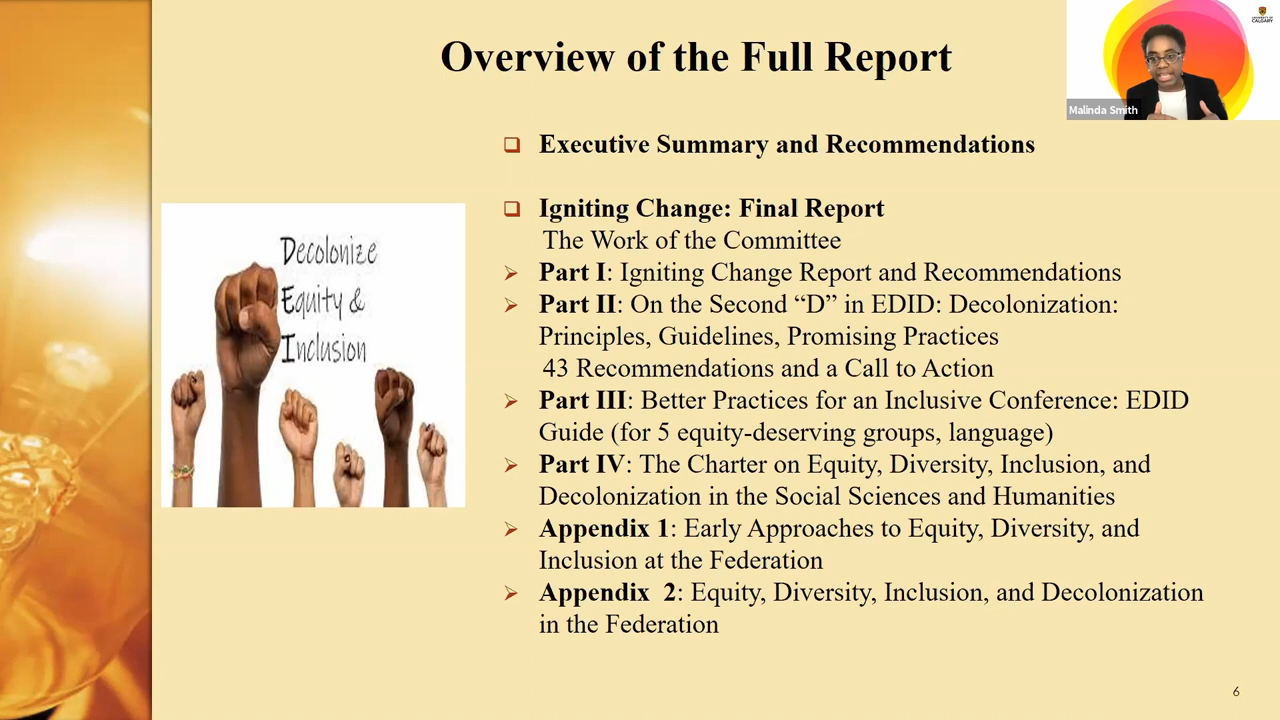 Overview of the Full Report
UNIVERSITY OF
CALGARY
Malinda Smith
Executive Summary and Recommendations
Igniting Change: Final Report
The Work of the Committee
Part I: Igniting Change Report and Recommendations
Part II: On the Second “D” in EDID: Decolonization:
Principles, Guidelines, Promising Practices
43 Recommendations and a Call to Action
Part III: Better Practices for an Inclusive Conference: EDID
Guide (for 5 equity-deserving groups, language)
Part IV: The Charter on Equity, Diversity, Inclusion, and
Decolonization in the Social Sciences and Humanities
Appendix 1: Early Approaches to Equity, Diversity, and
Inclusion at the Federation
Appendix  2: Equity, Diversity, Inclusion, and Decolonization
in the Federation
Decolonize
Equity &
Inclusion
6